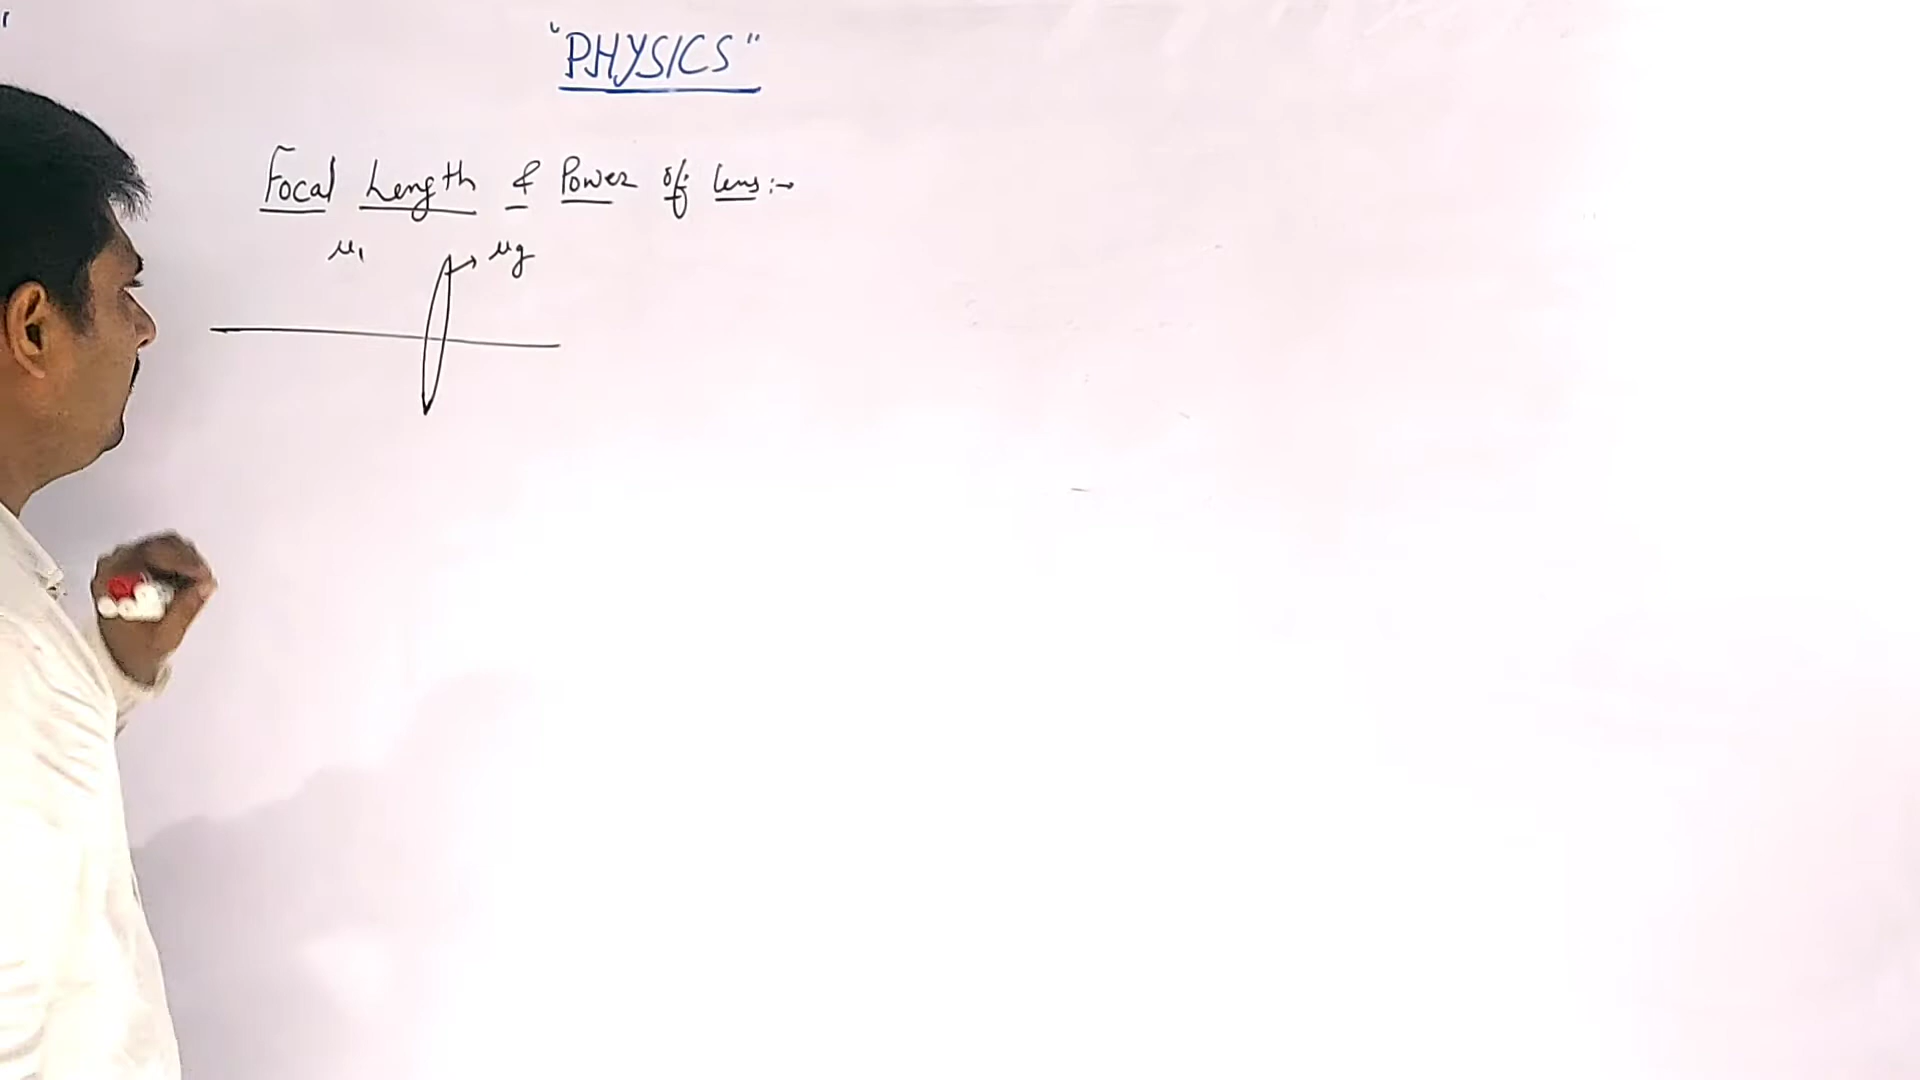 "PHYSICS"
Focal Length & Power of lens:→
μ₁ → μg